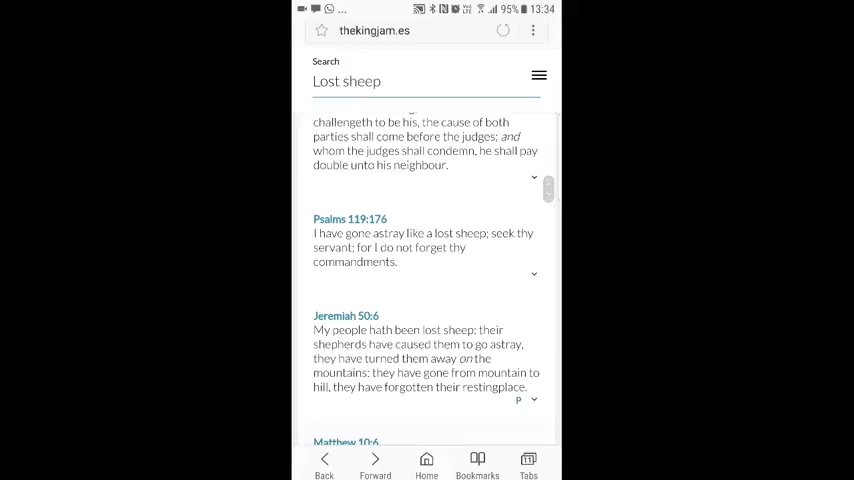 ...
95% 13:34
thekingjam.es
Search
Lost sheep
challengeth to be his, the cause of both
parties shall come before the judges; and
whom the judges shall condemn, he shall pay
double unto his neighbour.
Psalms 119:176
I have gone astray like a lost sheep; seek thy
servant; for I do not forget thy
commandments.
Jeremiah 50:6
My people hath been lost sheep: their
shepherds have caused them to go astray,
they have turned them away on the
mountains: they have gone from mountain to
hill, they have forgotten their restingplace.
P
Matthew 10:6
Back Forward Home Bookmarks Tabs